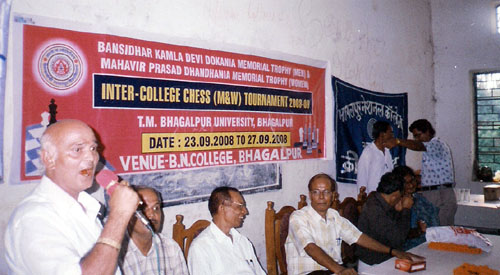 BANSIDHAR KAMLA DEVI DOKANIA MEMORIAL TROPHY (MEN) &
MAHAVIR PRASAD DHANDHANIA MEMORIAL TROPHY (WOMEN)
INTER-COLLEGE CHESS (M&W) TOURNAMENT 2008-09
T.M. BHAGALPUR UNIVERSITY, BHAGALPUR
DATE : 23.09.2008 TO 27.09.2008
VENUE-B.N.COLLEGE, BHAGALPUR